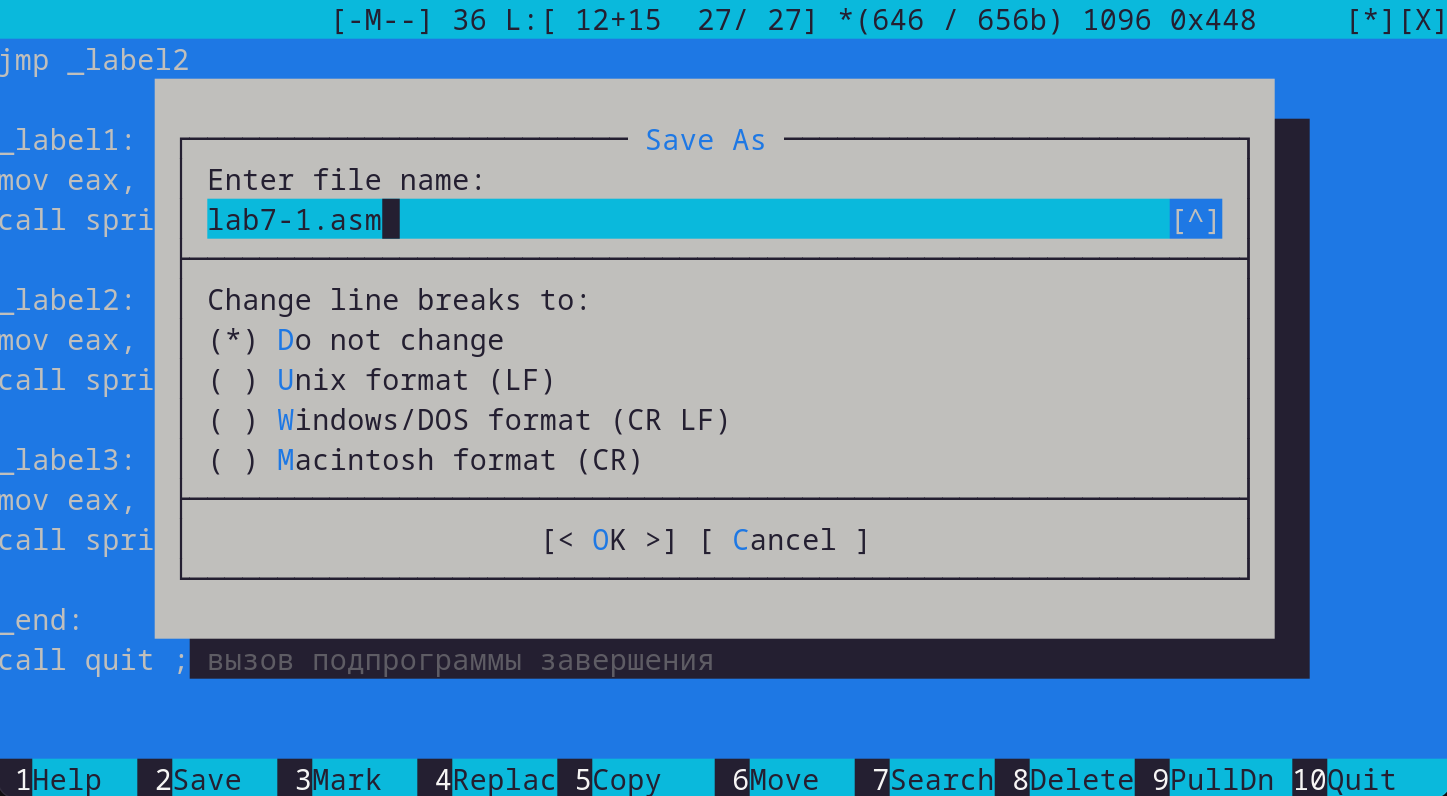 [-M--] 36 L:[ 12+15  27/ 27] *(646 / 656b) 1096 0x448     [*][X]
jmp _label2
_label1:
mov eax,
call spri
_label2:
mov eax,
call spri
_label3:
mov eax,
call spri
_end:
call quit ; вызов подпрограммы завершения
Save As
Enter file name:
lab7-1.asm [^]
Change line breaks to:
(*) Do not change
( ) Unix format (LF)
( ) Windows/DOS format (CR LF)
( ) Macintosh format (CR)
[< OK >] [ Cancel ]
1Help 2Save 3Mark 4Replac 5Copy 6Move 7Search 8Delete 9PullDn 10Quit